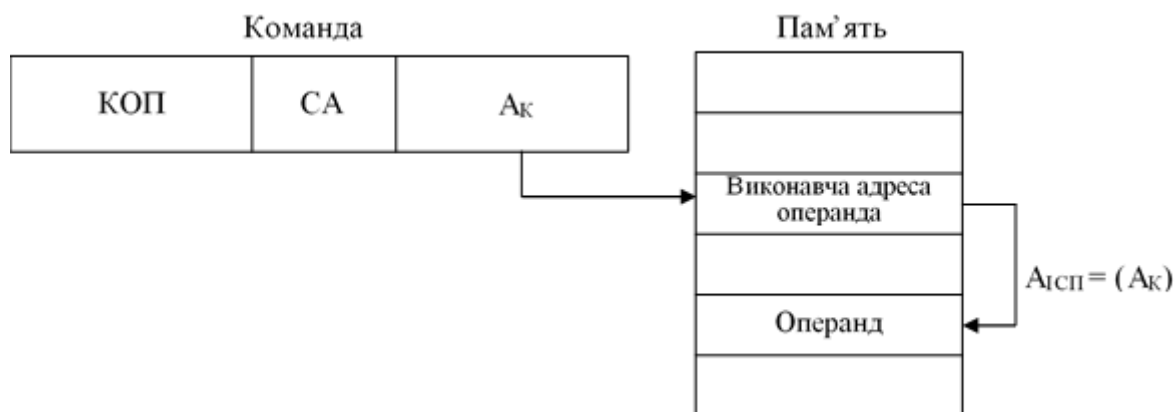 Команда
Пам’ять
КОП
СА
Aк
Виконавча адреса
операнда
AІСП = ( AК)
Операнд